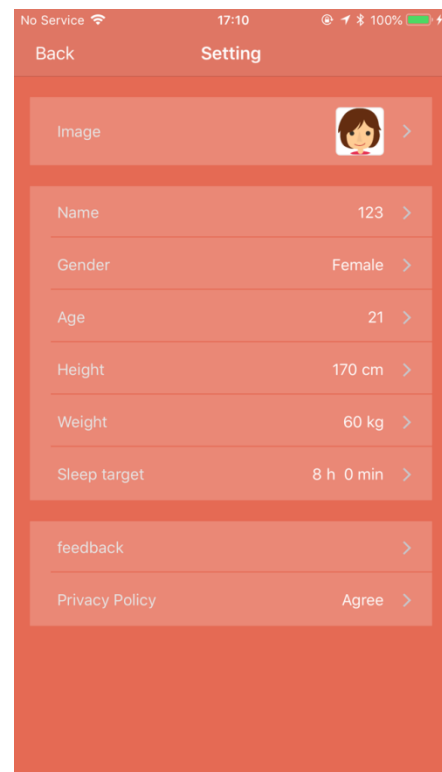 No Service 17:10 100%
Back Setting
Image
Name 123
Gender Female
Age 21
Height 170 cm
Weight 60 kg
Sleep target 8 h 0 min
feedback
Privacy Policy Agree